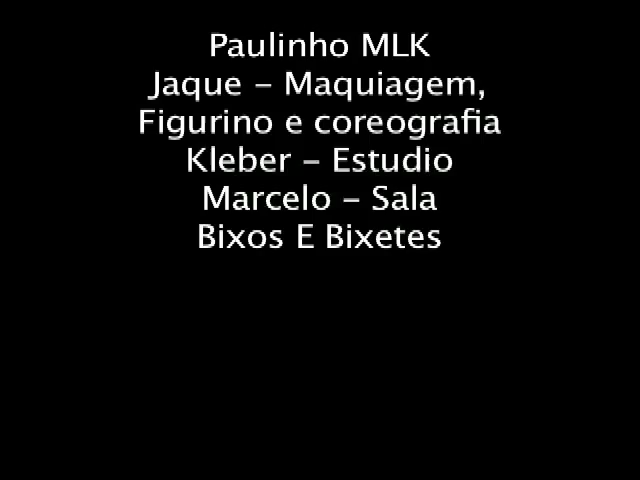 Paulinho MLK
Jaque - Maquiagem,
Figurino e coreografia
Kleber - Estudio
Marcelo - Sala
Bixos E Bixetes